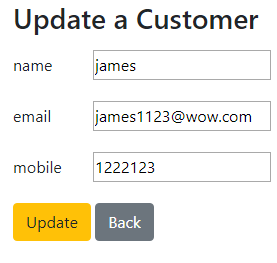 Update a Customer
name james
email james1123@wow.com
mobile 1222123
Update Back